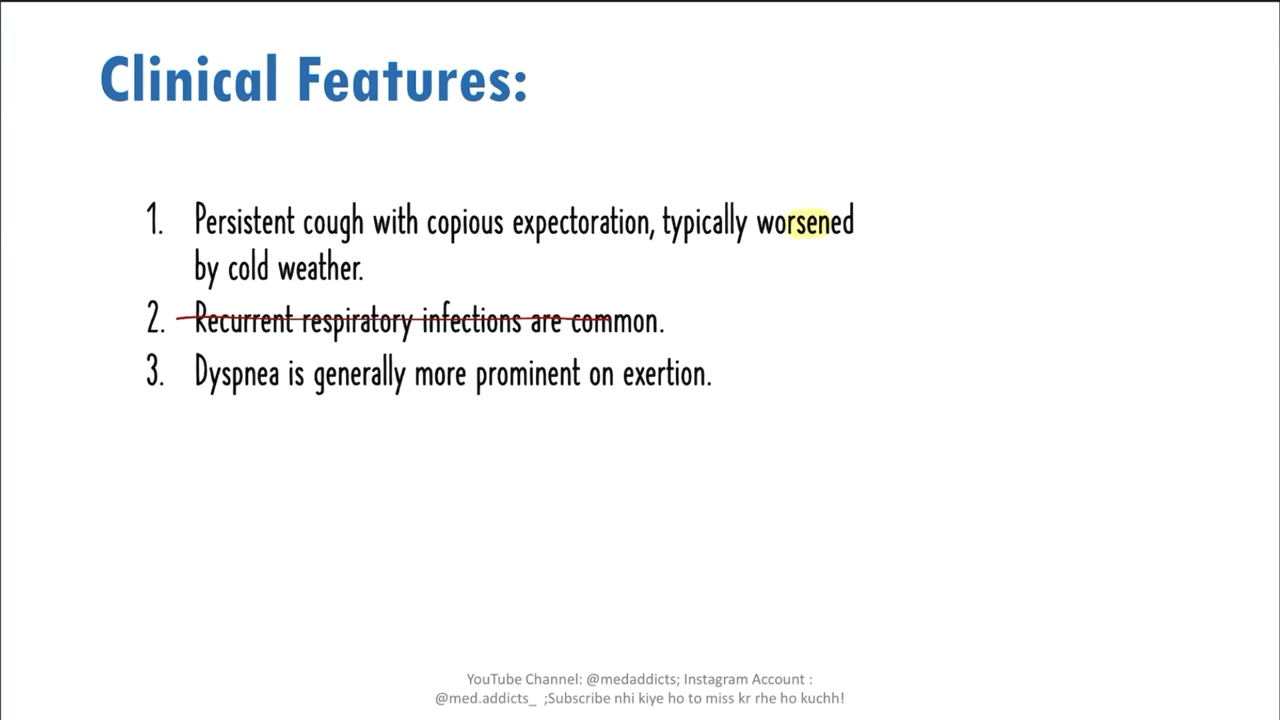 Clinical Features:
1. Persistent cough with copious expectoration, typically worsened
by cold weather.
2. Recurrent respiratory infections are common.
3. Dyspnea is generally more prominent on exertion.
YouTube Channel: @medaddicts; Instagram Account :
@med.addicts_ ;Subscribe nhi kiye ho to miss kr rhe ho kuchh!